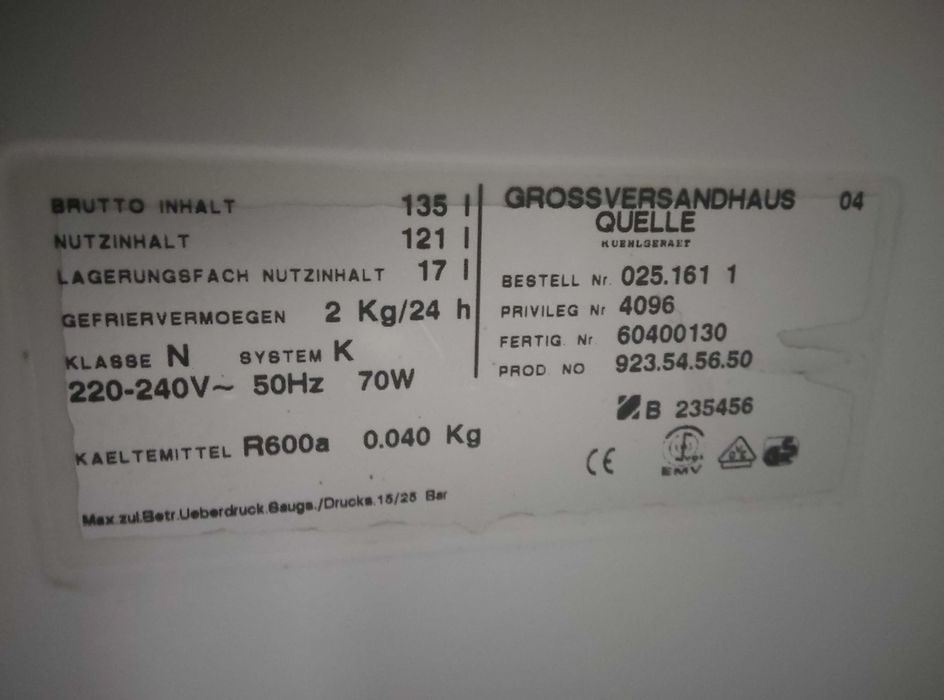 BRUTTO INHALT 135 l
NUTZINHALT 121 l
LAGERUNGSFACH NUTZINHALT 17 l
GEFRIERVERMOEGEN 2 Kg/24 h
KLASSE N SYSTEM K
220-240V~ 50Hz 70W
KAELTEMITTEL R600a 0.040 Kg
Max.zul.Betr.Ueberdruck.Saugs./Drucks.15/25 Bar
GROSSVERSANDHAUS 04
QUELLE
KUEHLGERAET
BESTELL Nr. 025.161 1
PRIVILEG Nr 4096
FERTIG. Nr. 60400130
PROD. NO 923.54.56.50
B 235456
CE
EMV